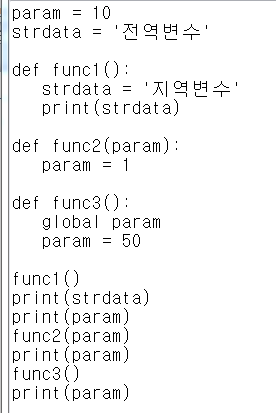 param = 10
strdata = '전역변수'

def func1():
   strdata = '지역변수'
   print(strdata)

def func2(param):
   param = 1

def func3():
   global param
   param = 50

func1()
print(strdata)
print(param)
func2(param)
print(param)
func3()
print(param)